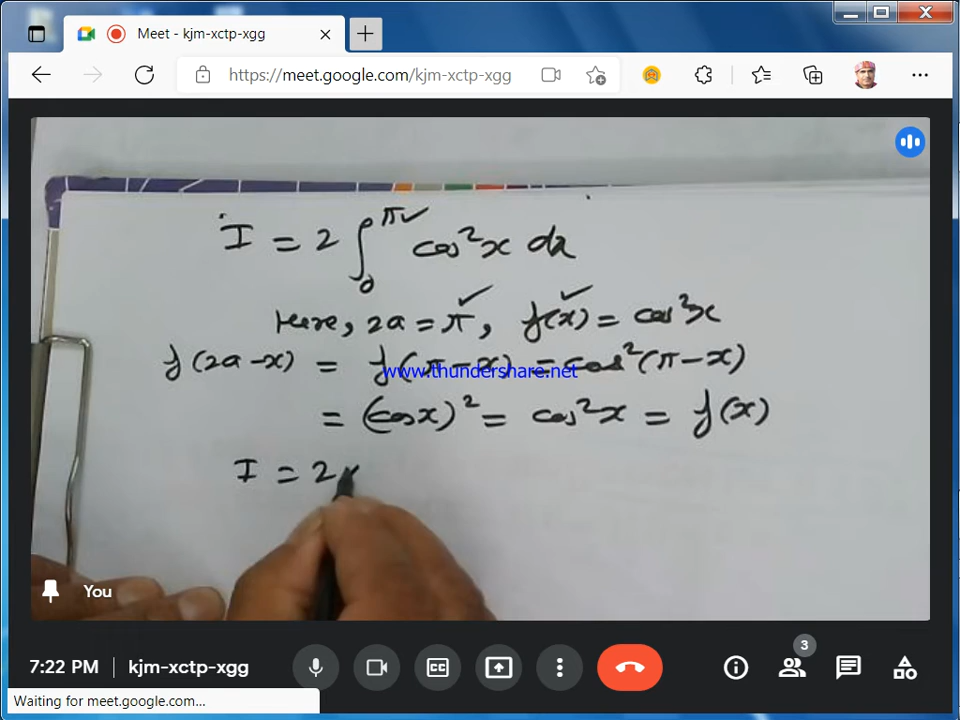 Meet - kjm-xctp-xgg
https://meet.google.com/kjm-xctp-xgg
I = 2 ∫₀^π✓ cos²x dx
Here, 2a = π✓, f(x)✓ = cos²x
f(2a-x) = f(π-x) = cos²(π-x)
www.thundershare.net
= (cosx)² = cos²x = f(x)
I = 2×
You
3
7:22 PM | kjm-xctp-xgg
CC
Waiting for meet.google.com...